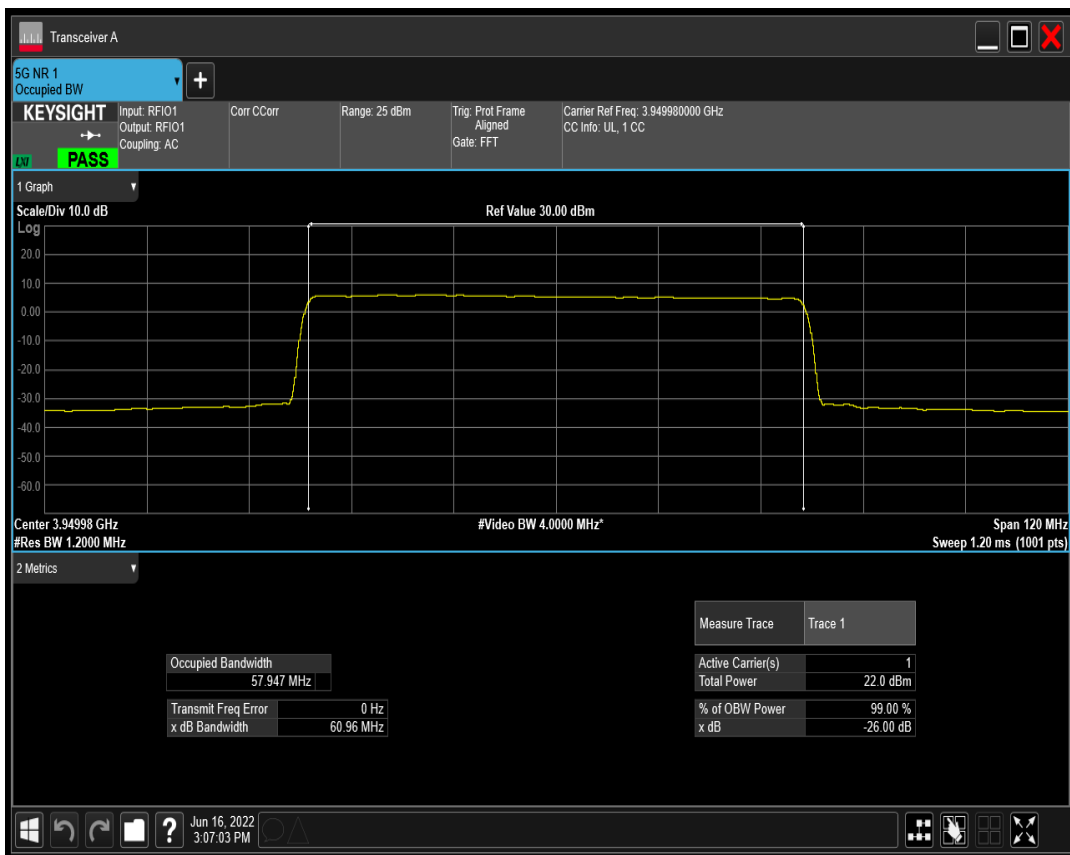 Transceiver A
5G NR 1
Occupied BW
+
KEYSIGHT
LXI
PASS
Input: RFIO1
Output: RFIO1
Coupling: AC
Corr CCorr
Range: 25 dBm
Trig: Prot Frame
Aligned
Gate: FFT
Carrier Ref Freq: 3.949980000 GHz
CC Info: UL, 1 CC
1 Graph
Scale/Div 10.0 dB
Ref Value 30.00 dBm
Log
20.0
10.0
0.00
-10.0
-20.0
-30.0
-40.0
-50.0
-60.0
Center 3.94998 GHz
#Video BW 4.0000 MHz*
Span 120 MHz
#Res BW 1.2000 MHz
Sweep 1.20 ms (1001 pts)
2 Metrics
Measure Trace Trace 1
Occupied Bandwidth
57.947 MHz
Active Carrier(s) 1
Total Power 22.0 dBm
Transmit Freq Error 0 Hz
x dB Bandwidth 60.96 MHz
% of OBW Power 99.00 %
x dB -26.00 dB
?
Jun 16, 2022
3:07:03 PM